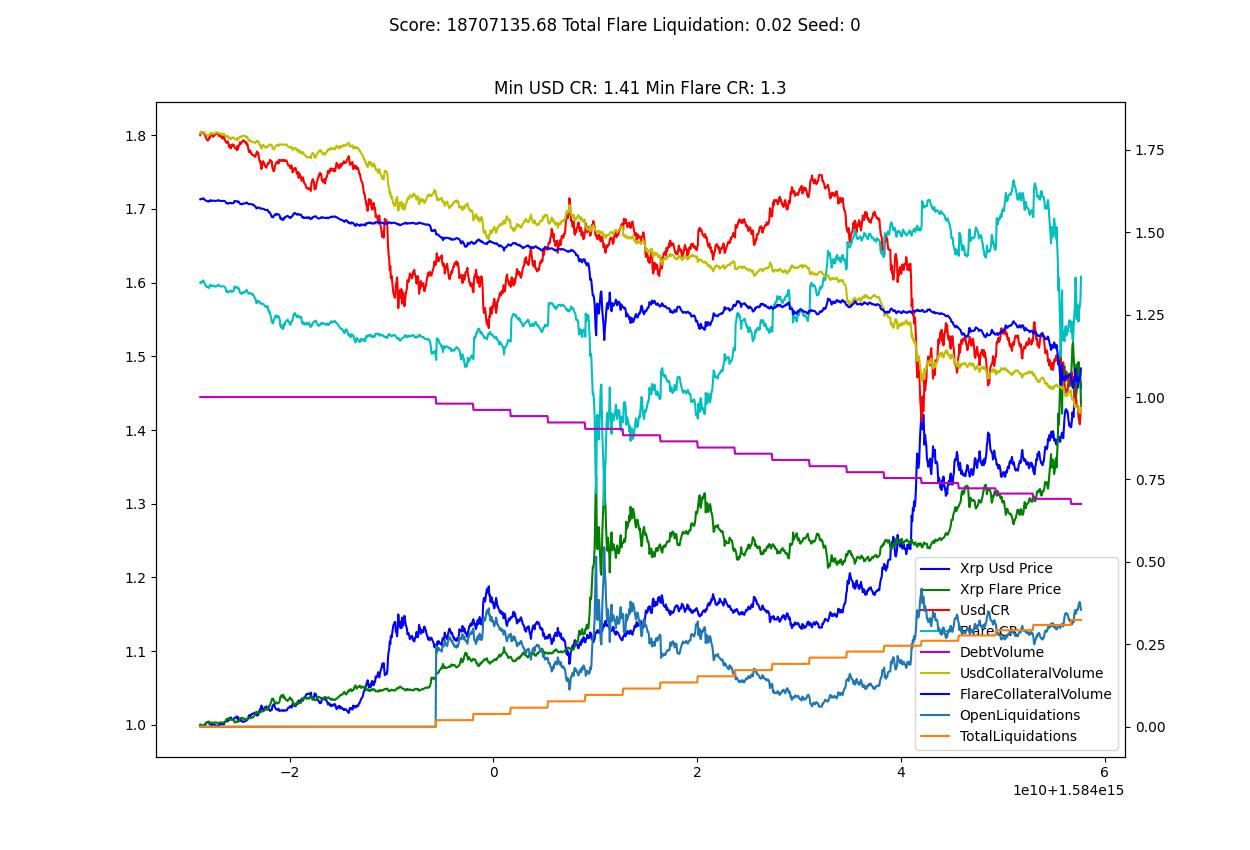 Score: 18707135.68 Total Flare Liquidation: 0.02 Seed: 0
Min USD CR: 1.41 Min Flare CR: 1.3
1.8
1.7
1.6
1.5
1.4
1.3
1.2
1.1
1.0
1.75
1.50
1.25
1.00
0.75
0.50
0.25
0.00
Xrp Usd Price
Xrp Flare Price
Usd CR
Flare CR
DebtVolume
UsdCollateralVolume
FlareCollateralVolume
OpenLiquidations
TotalLiquidations
−2
0
2
4
6
1e10+1.584e15